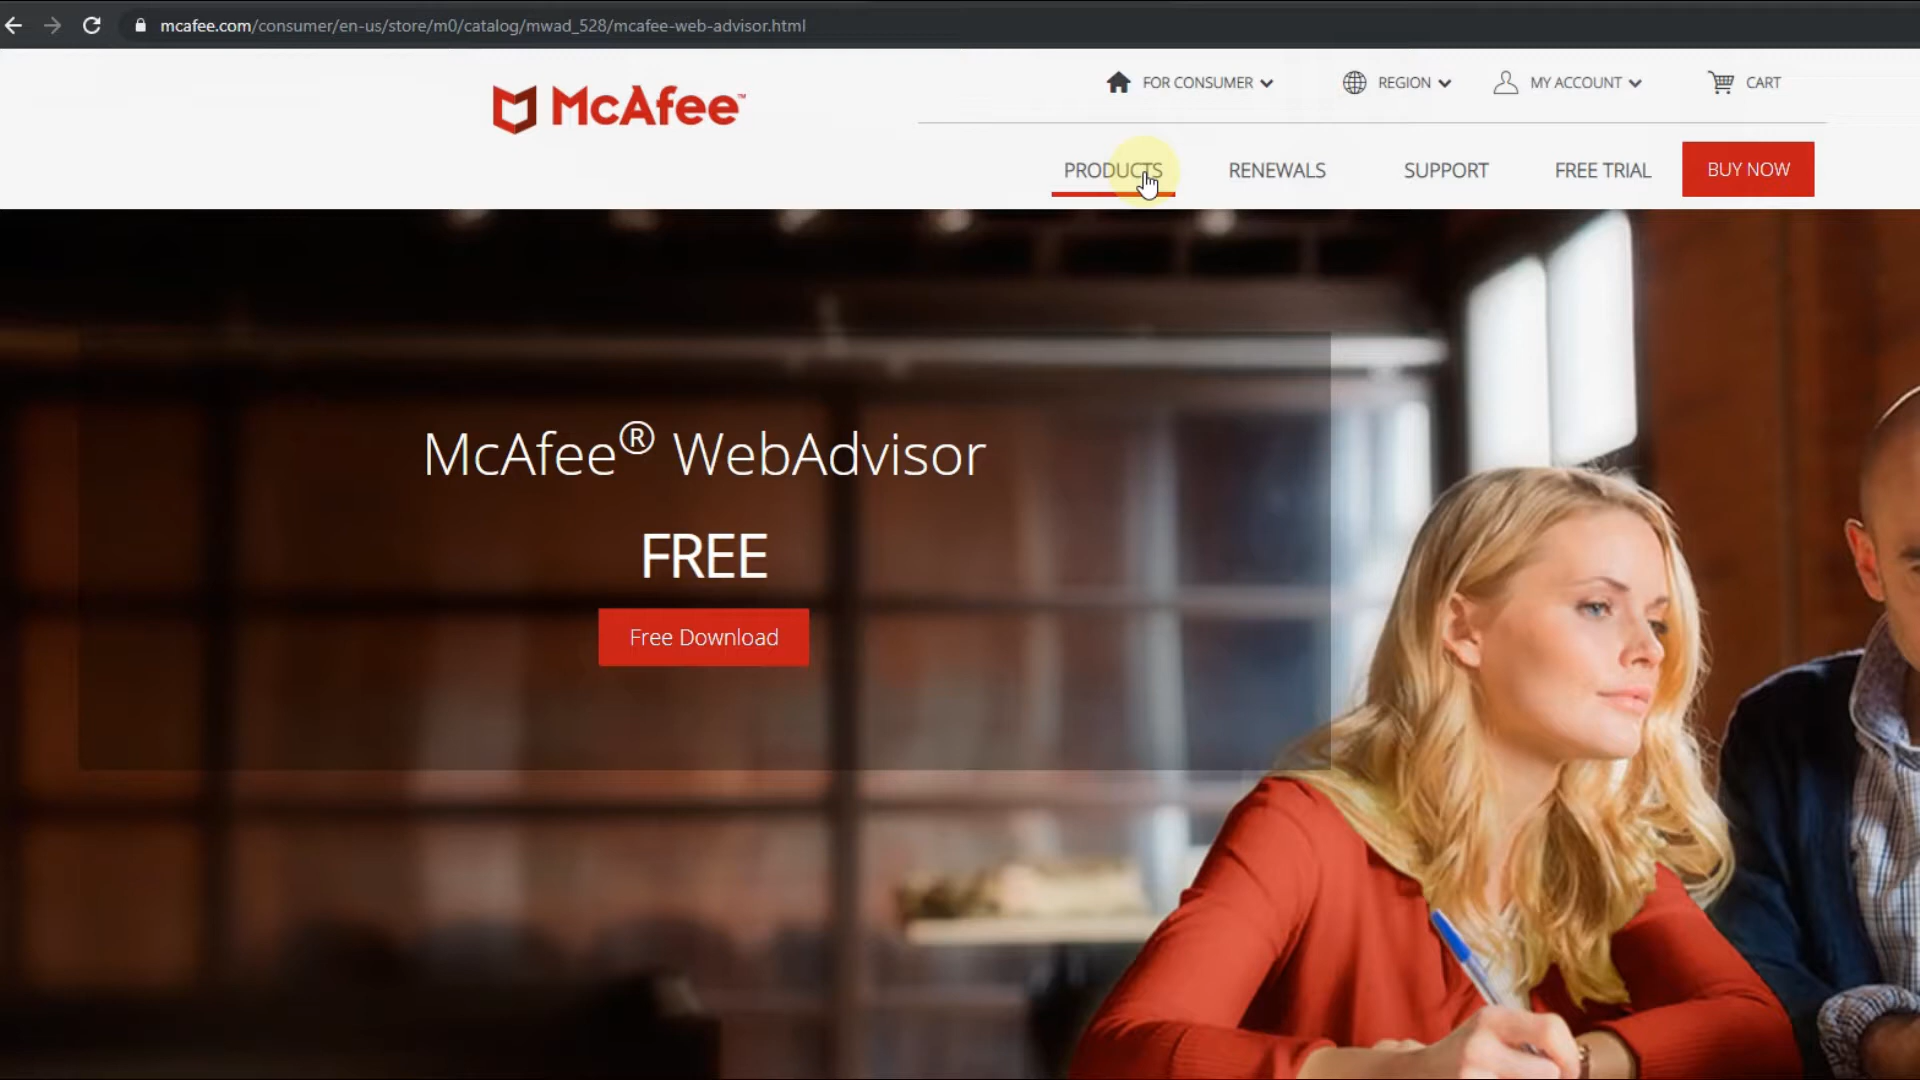 mcafee.com/consumer/en-us/store/m0/catalog/mwad_528/mcafee-web-advisor.html
McAfee™
FOR CONSUMER
REGION
MY ACCOUNT
CART
PRODUCTS
RENEWALS
SUPPORT
FREE TRIAL
BUY NOW
McAfee® WebAdvisor
FREE
Free Download